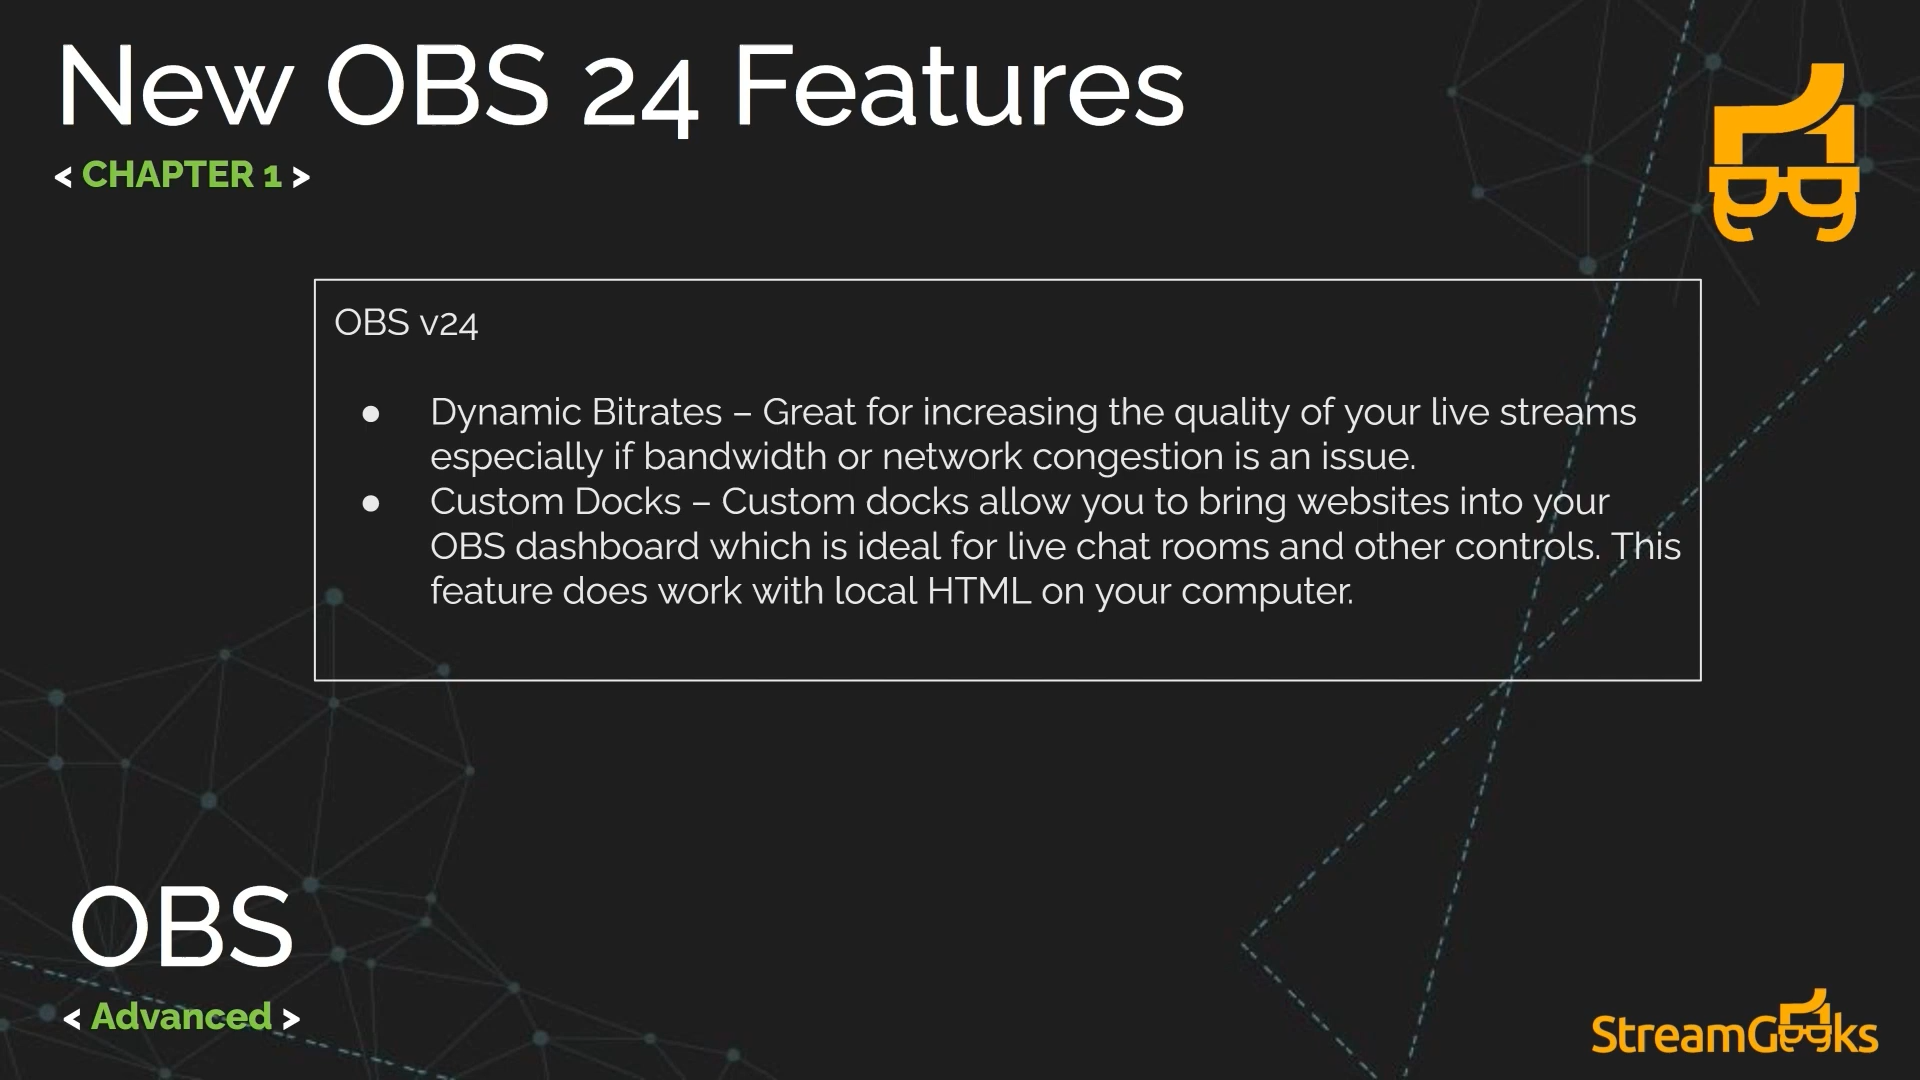 New OBS 24 Features
< CHAPTER 1 >
OBS v24
● Dynamic Bitrates – Great for increasing the quality of your live streams
especially if bandwidth or network congestion is an issue.
● Custom Docks – Custom docks allow you to bring websites into your
OBS dashboard which is ideal for live chat rooms and other controls. This
feature does work with local HTML on your computer.
OBS
< Advanced >
StreamGeeks